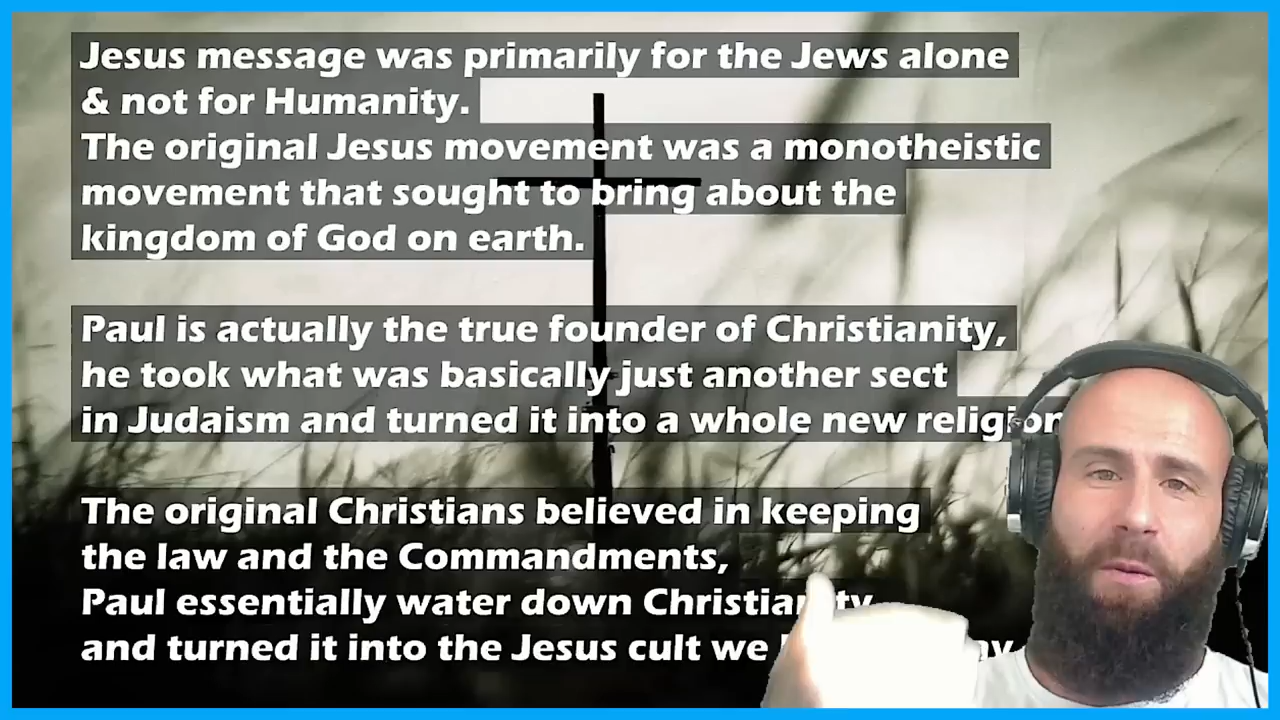 Jesus message was primarily for the Jews alone
& not for Humanity.
The original Jesus movement was a monotheistic
movement that sought to bring about the
kingdom of God on earth.
Paul is actually the true founder of Christianity,
he took what was basically just another sect
in Judaism and turned it into a whole new religion
The original Christians believed in keeping
the law and the Commandments,
Paul essentially water down Christianity
and turned it into the Jesus cult we